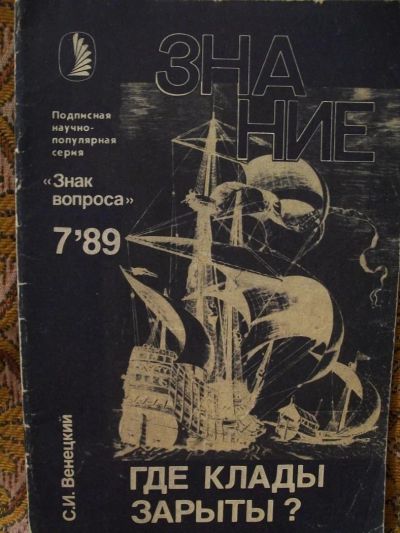 ЗНА
НИЕ
Подписная
научно-
популярная
серия
«Знак
вопроса»
7'89
С.И. Венецкий
ГДЕ КЛАДЫ
ЗАРЫТЫ?